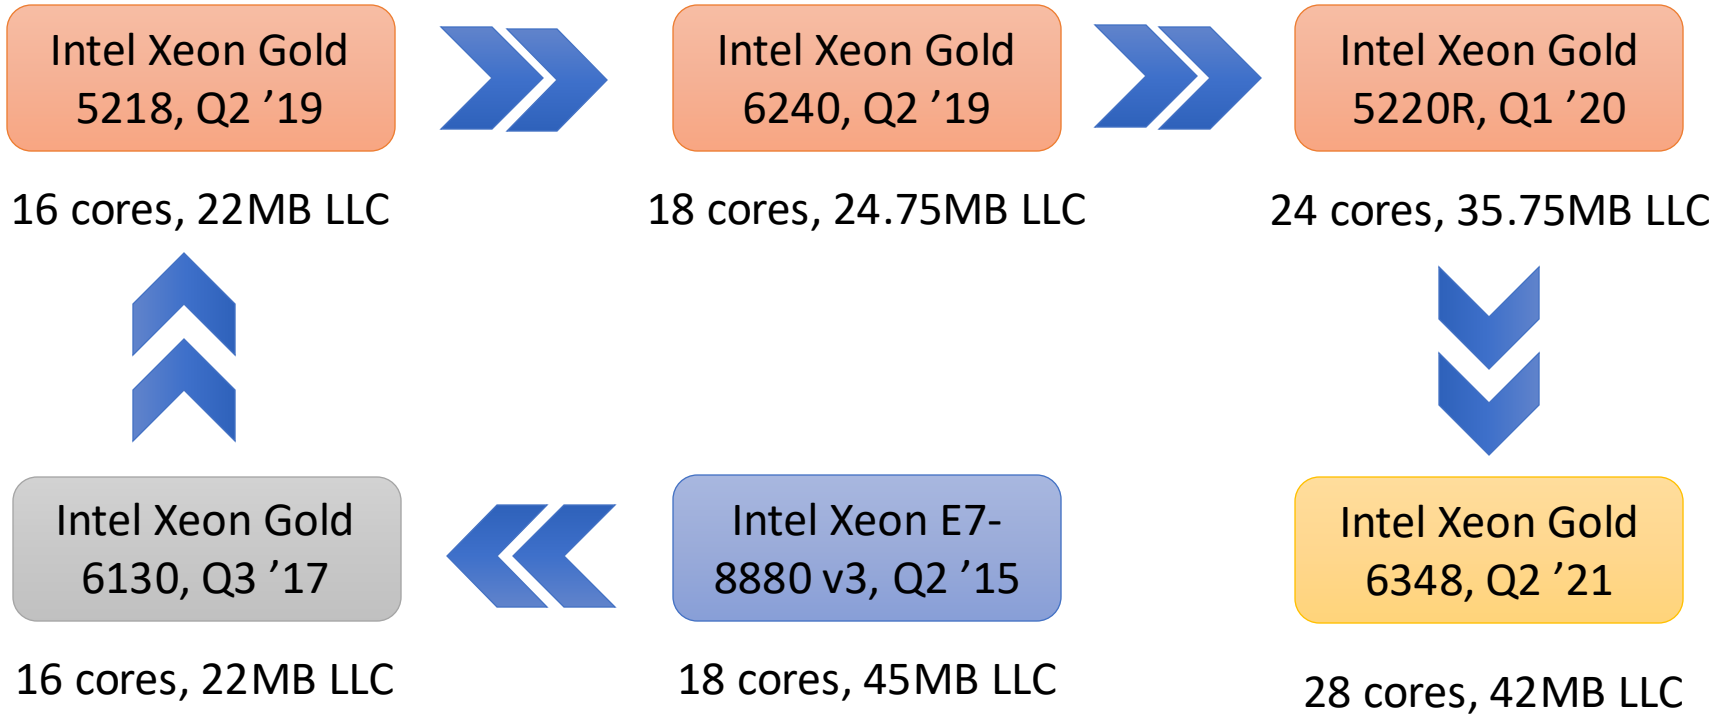 Intel Xeon Gold
5218, Q2 ’19
16 cores, 22MB LLC
Intel Xeon Gold
6240, Q2 ’19
18 cores, 24.75MB LLC
Intel Xeon Gold
5220R, Q1 ’20
24 cores, 35.75MB LLC
Intel Xeon Gold
6130, Q3 ’17
16 cores, 22MB LLC
Intel Xeon E7-
8880 v3, Q2 ’15
18 cores, 45MB LLC
Intel Xeon Gold
6348, Q2 ’21
28 cores, 42MB LLC